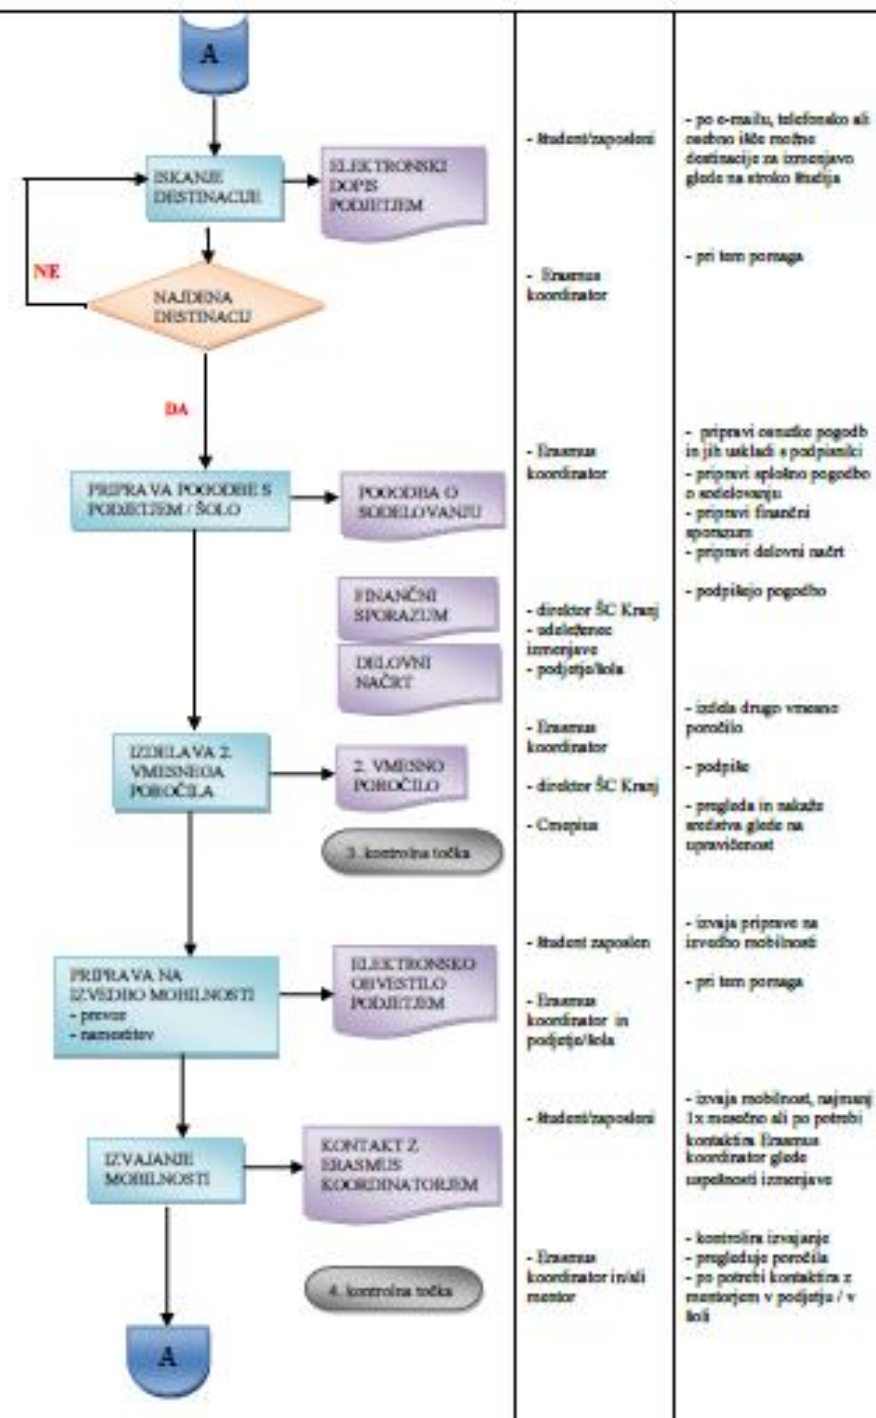 A
ISKANJE
DESTINACIJE
ELEKTRONSKI
DOPIS
PODJETJEM
- študent/zaposleni
- po e-mailu, telefonsko ali
osebno išče možne
destinacije za izmenjavo
glede na stroko študija
NE
NAJDENA
DESTINACIJ
- Erasmus
koordinator
- pri tem pomaga
DA
PRIPRAVA POGODBE S
PODJETJEM / ŠOLO
POGODBA O
SODELOVANJU
- Erasmus
koordinator
- pripravi osnutke pogodb
in jih uskladi s podpisniki
- pripravi splošno pogodbo
o sodelovanju
- pripravi finančni
sporazum
- pripravi delovni načrt
FINANČNI
SPORAZUM
DELOVNI
NAČRT
- direktor ŠC Kranj
- udeleženec
izmenjave
- podjetje/šola
- podpišejo pogodbo
IZDELAVA 2.
VMESNEGA
POROČILA
2. VMESNO
POROČILO
3. kontrolna točka
- Erasmus
koordinator
- direktor ŠC Kranj
- Cmepius
- izdela drugo vmesno
poročilo
- podpiše
- pregleda in nakaže
sredstva glede na
upravičenost
PRIPRAVA NA
IZVEDBO MOBILNOSTI
- prevoz
- namestitev
ELEKTRONSKO
OBVESTILO
PODJETJEM
- študent zaposlen
- Erasmus
koordinator in
podjetje/šola
- izvaja priprave na
izvedbo mobilnosti
- pri tem pomaga
IZVAJANJE
MOBILNOSTI
KONTAKT Z
ERASMUS
KOORDINATORJEM
- študent/zaposleni
- izvaja mobilnost, najmanj
1x mesečno ali po potrebi
kontaktira Erasmus
koordinator glede
uspešnosti izmenjave
4. kontrolna točka
- Erasmus
koordinator in/ali
mentor
- kontrolira izvajanje
- pregleduje poročila
- po potrebi kontaktira z
mentorjem v podjetju / v
šoli
A